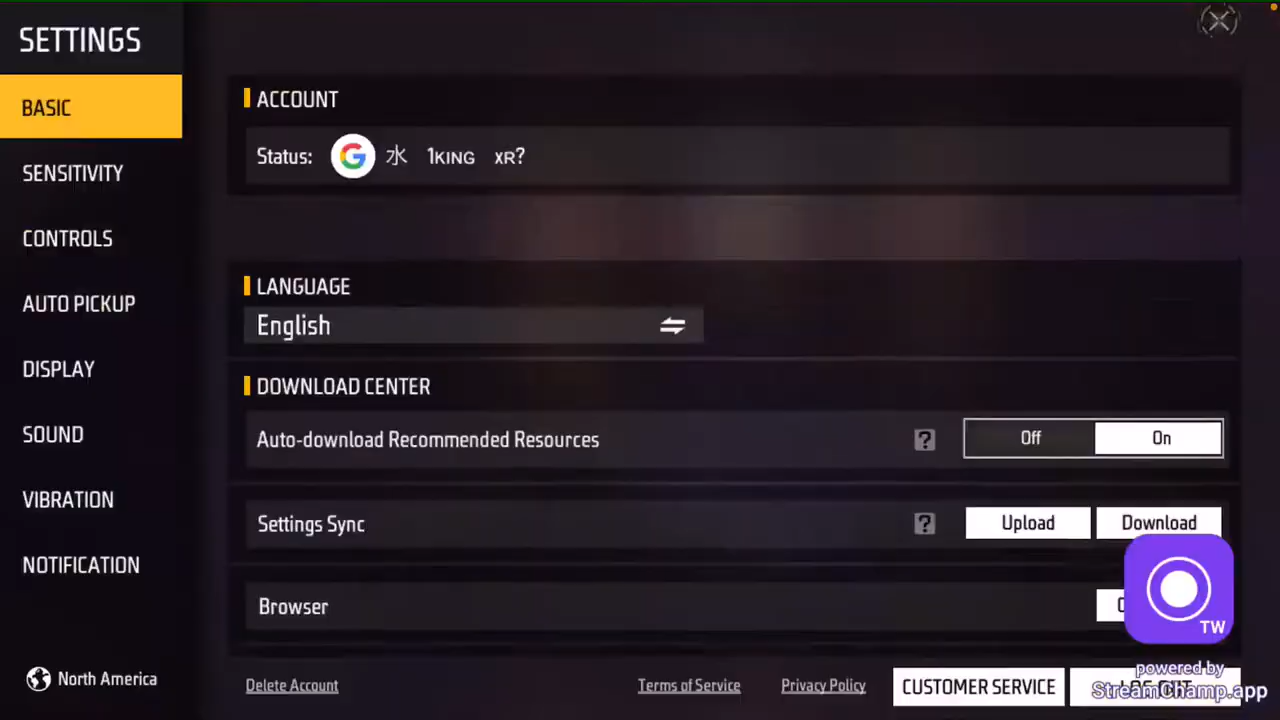 SETTINGS
BASIC
SENSITIVITY
CONTROLS
AUTO PICKUP
DISPLAY
SOUND
VIBRATION
NOTIFICATION
North America
ACCOUNT
Status: G 水 1KING XR?
LANGUAGE
English
DOWNLOAD CENTER
Auto-download Recommended Resources ? Off On
Settings Sync ? Upload Download
Browser
TW
Delete Account Terms of Service Privacy Policy CUSTOMER SERVICE LOG OUT
powered by
StreamChamp.app